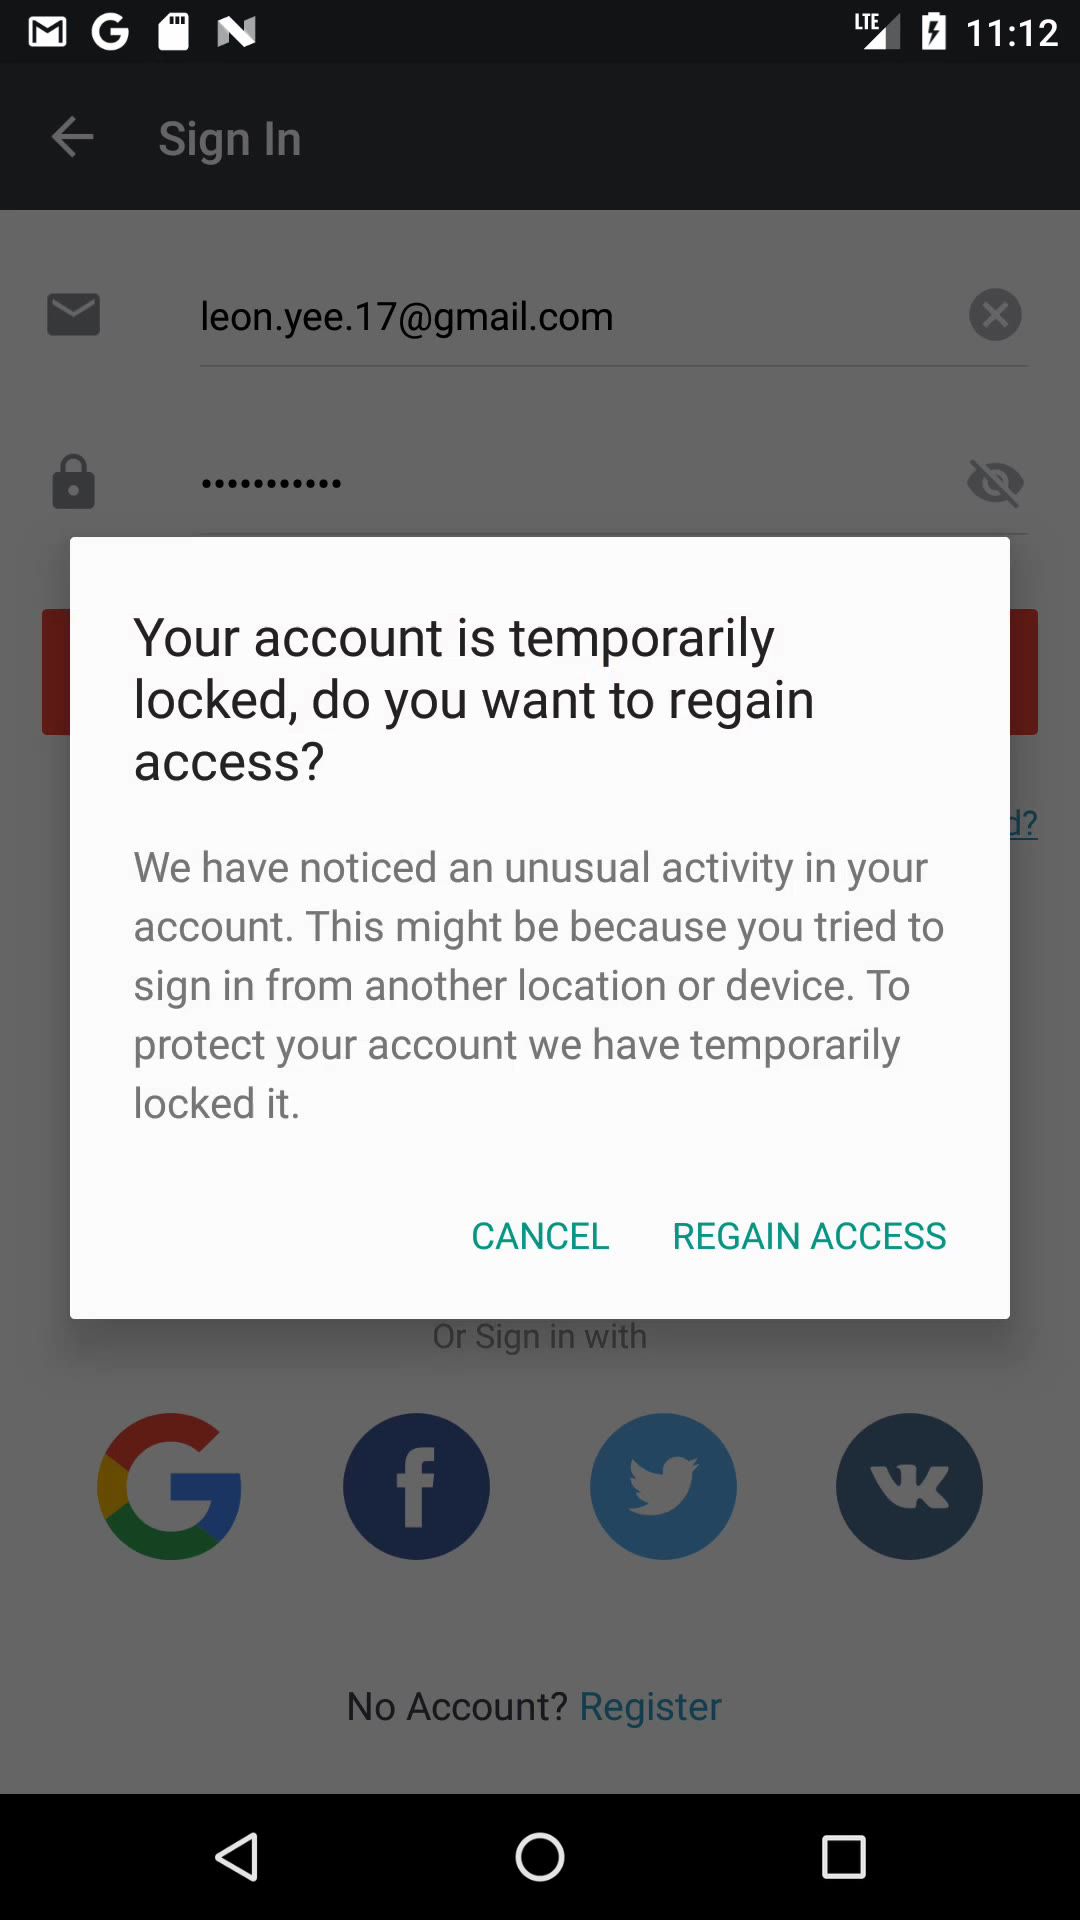 LTE 11:12
Sign In
leon.yee.17@gmail.com
•••••••••••
d?
Your account is temporarily
locked, do you want to regain
access?
We have noticed an unusual activity in your
account. This might be because you tried to
sign in from another location or device. To
protect your account we have temporarily
locked it.
CANCEL REGAIN ACCESS
Or Sign in with
No Account? Register